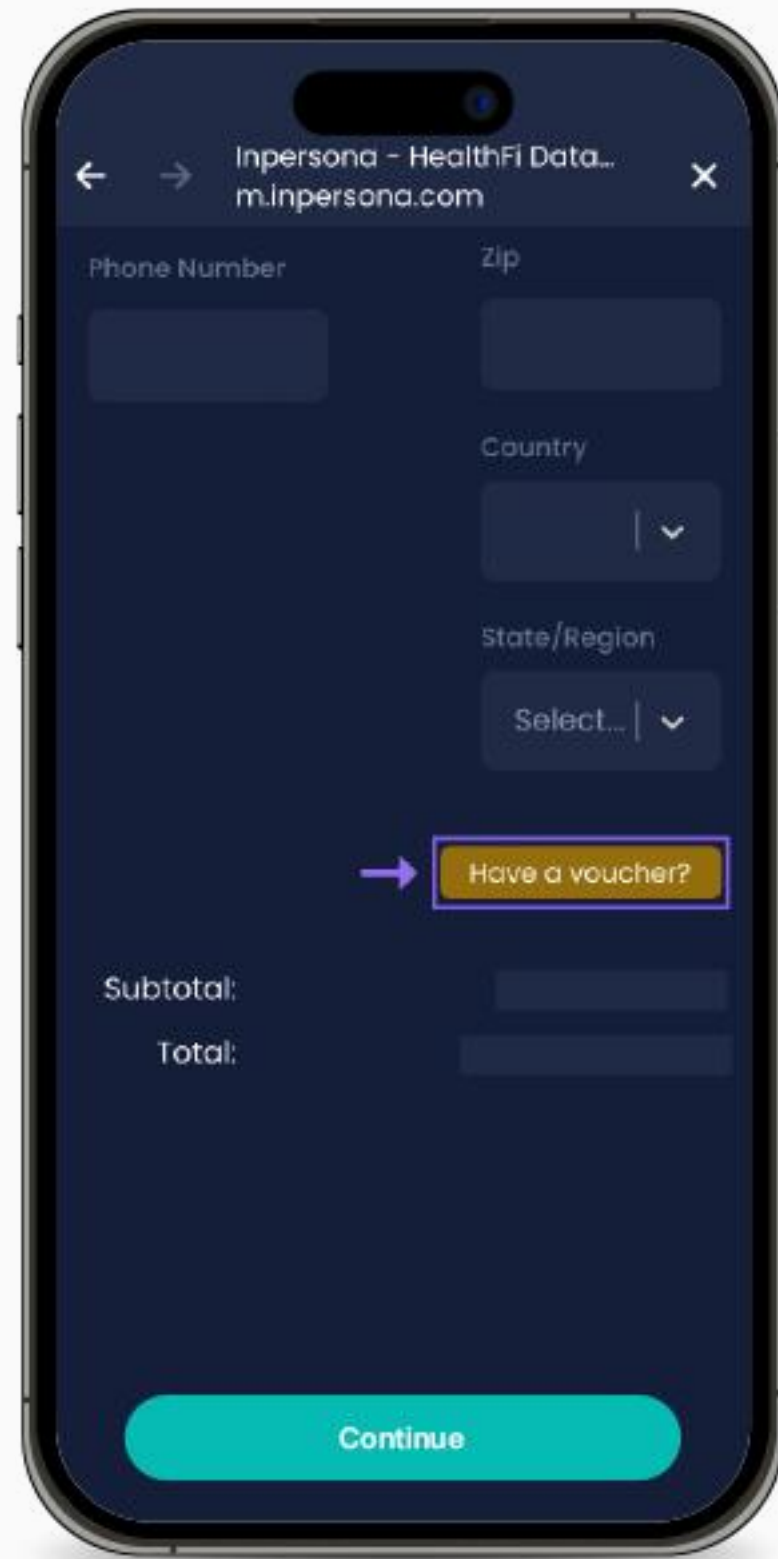 Inpersona - HealthFi Data...
m.inpersona.com
Phone Number
Zip
Country
State/Region
Select...
Have a voucher?
Subtotal:
Total:
Continue